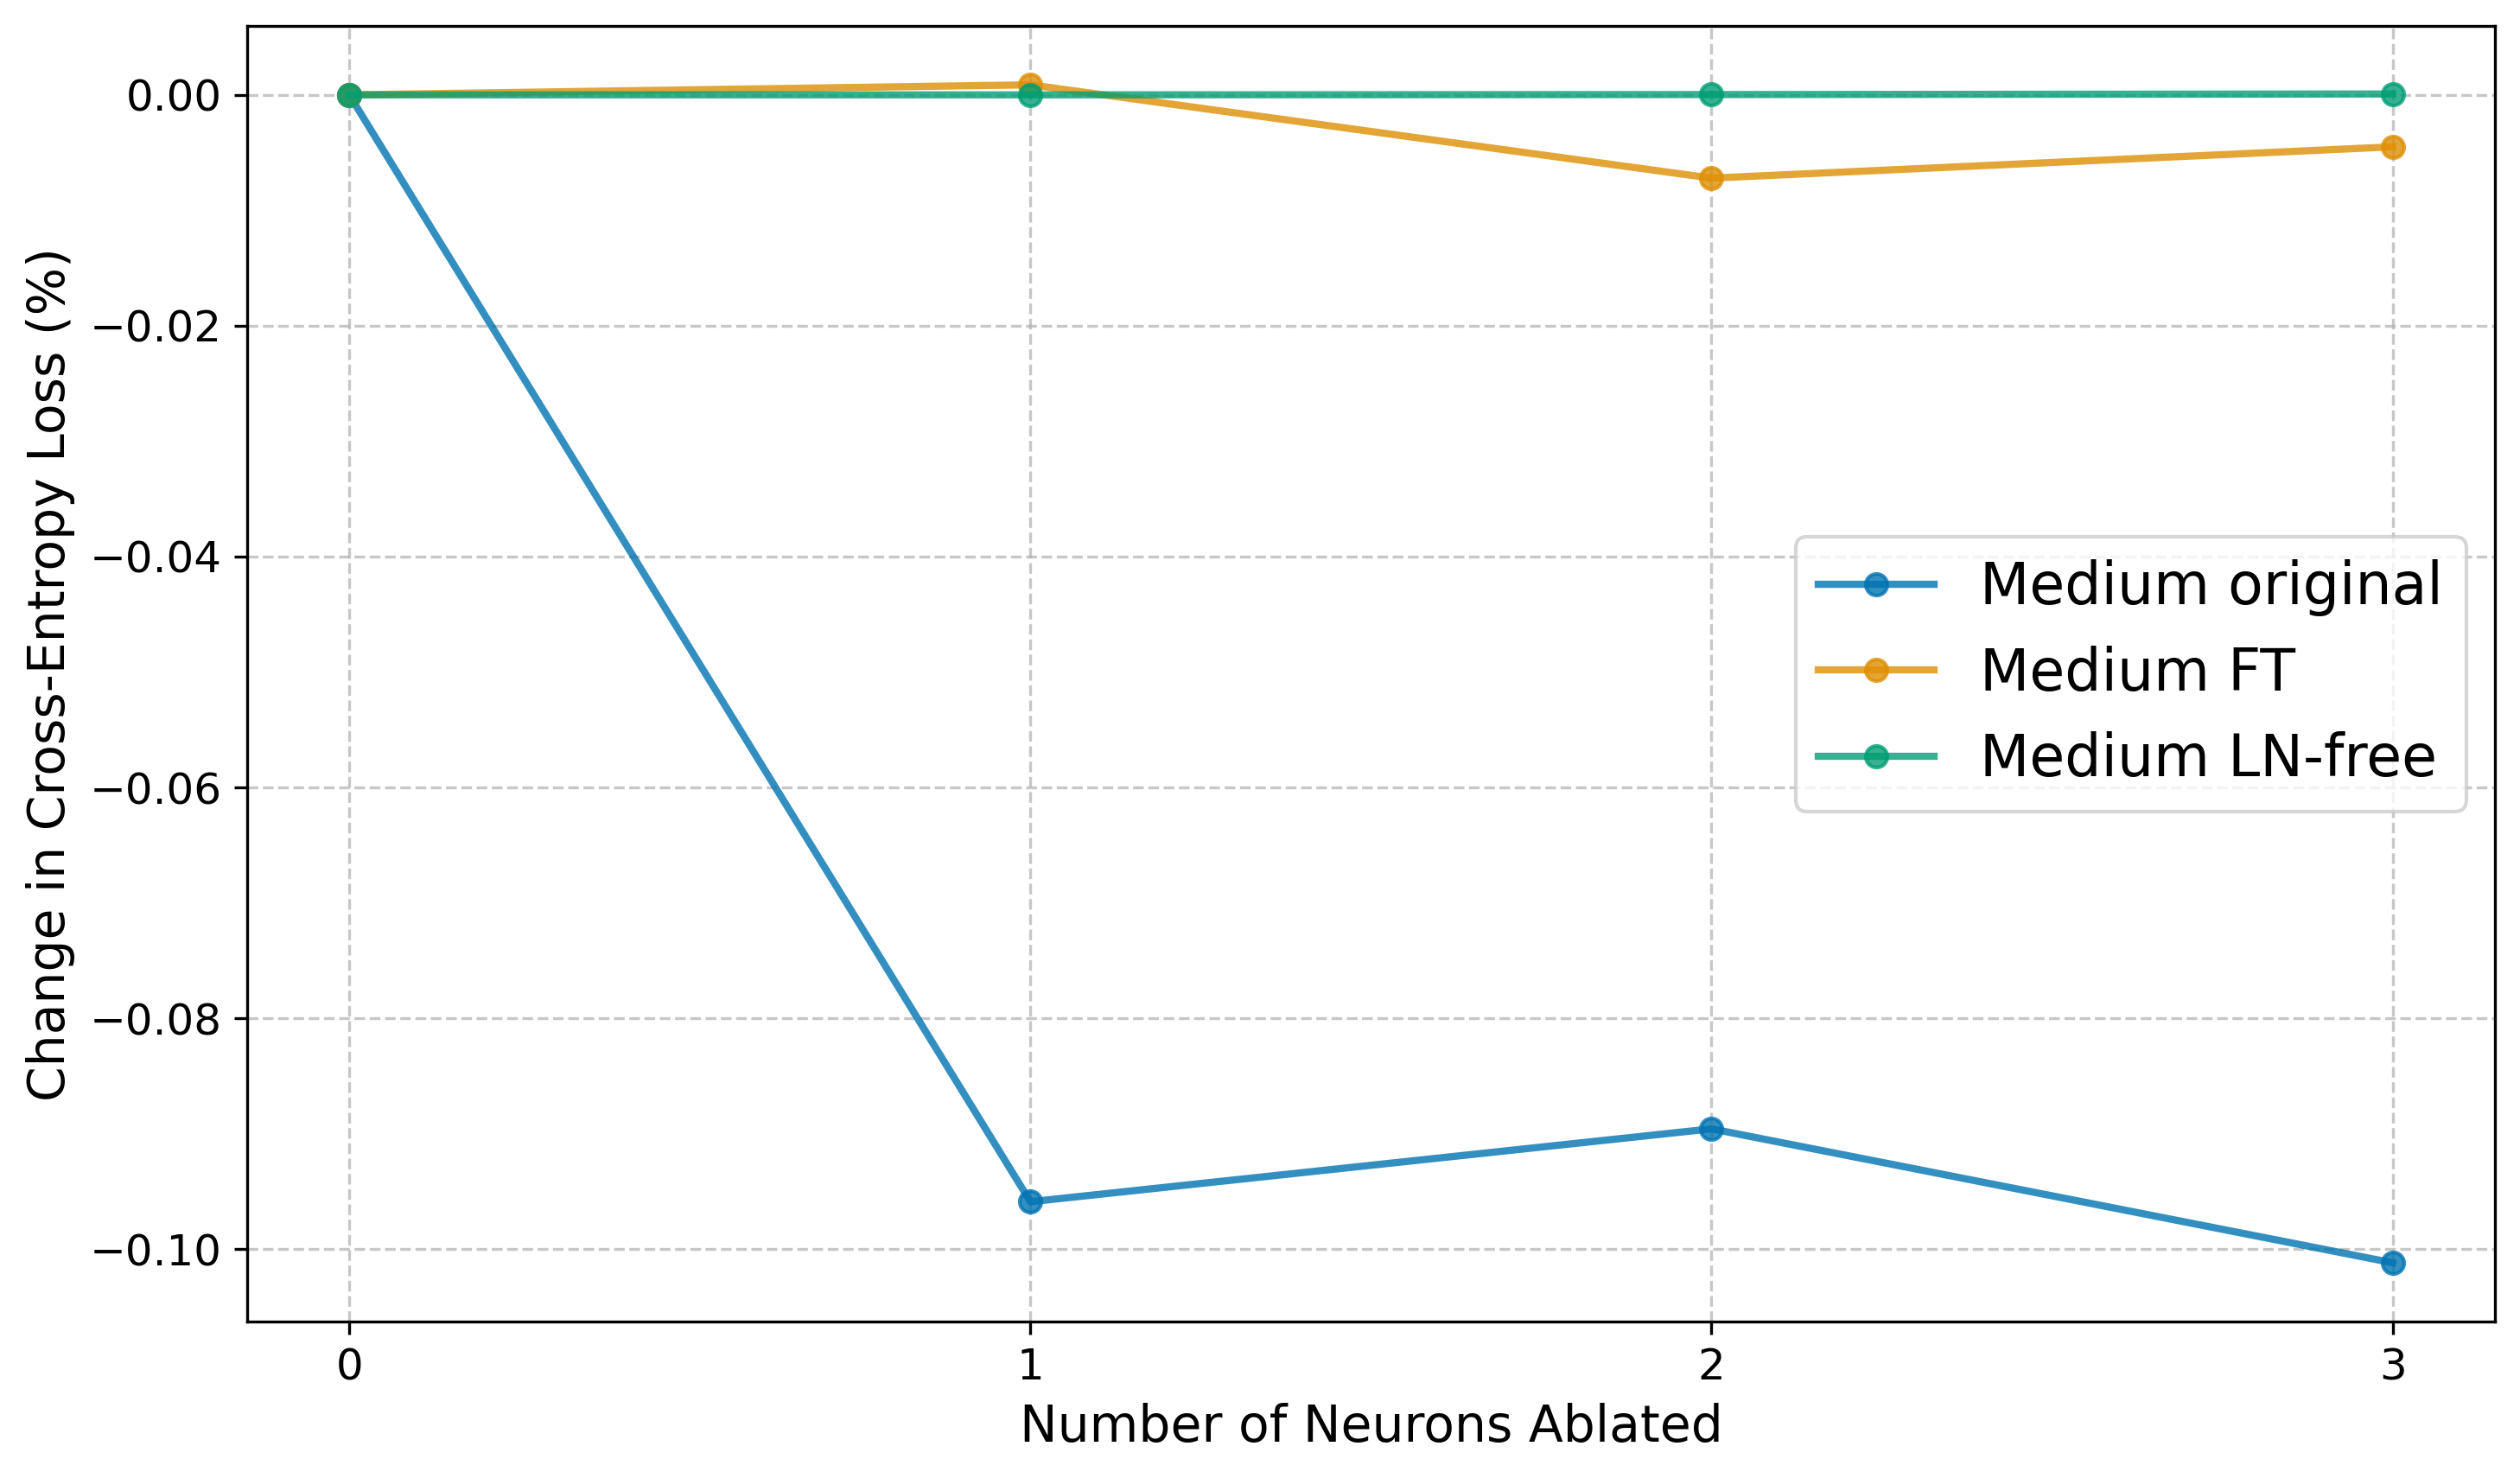 Change in Cross-Entropy Loss (%)
0.00
−0.02
−0.04
−0.06
−0.08
−0.10
Medium original
Medium FT
Medium LN-free
0 1 2 3
Number of Neurons Ablated